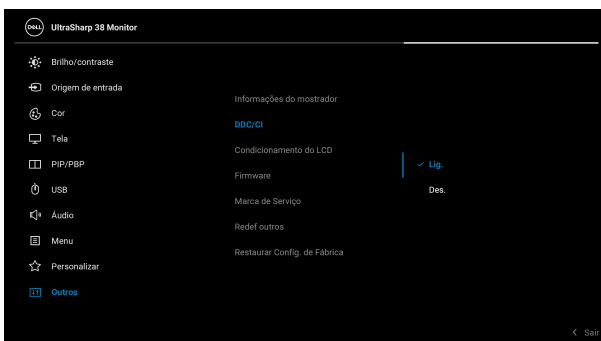 DELL UltraSharp 38 Monitor
Brilho/contraste
Origem de entrada
Cor
Tela
PIP/PBP
USB
Áudio
Menu
Personalizar
Outros
Informações do mostrador
DDC/CI
Condicionamento do LCD
Firmware
Marca de Serviço
Redef outros
Restaurar Config. de Fábrica
Lig.
Des.
Sair